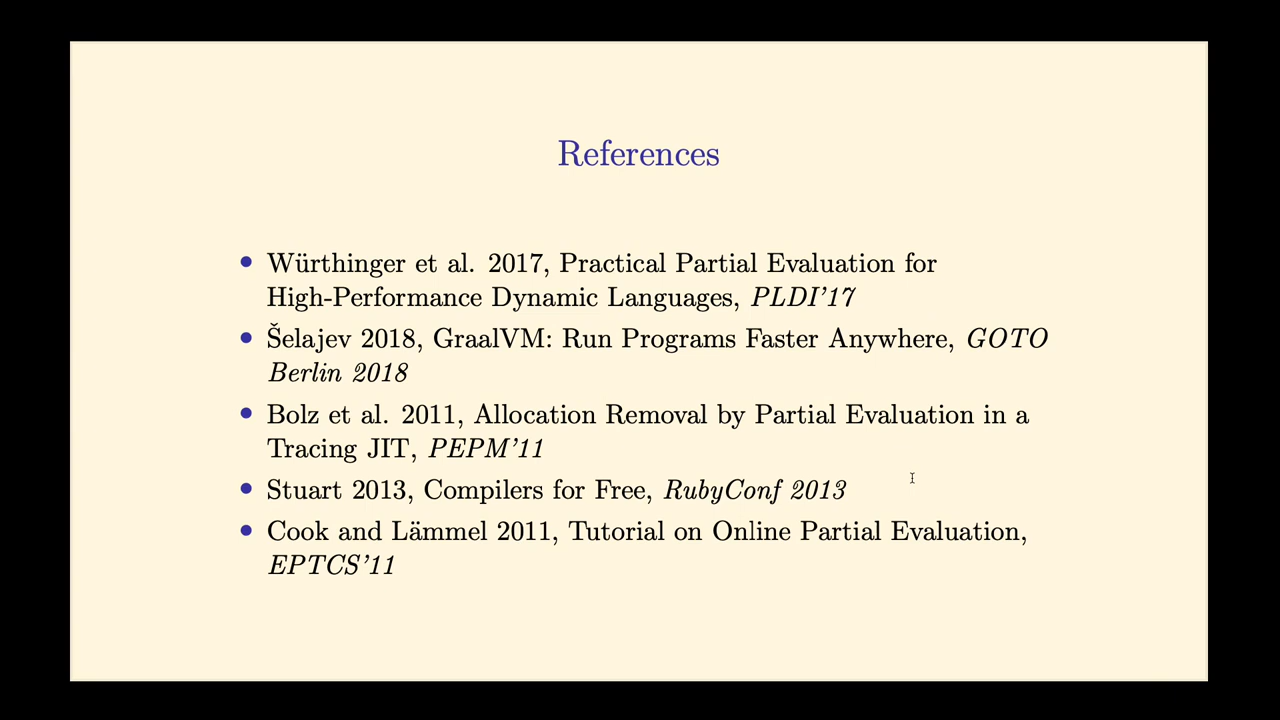 References
• Würthinger et al. 2017, Practical Partial Evaluation for
High-Performance Dynamic Languages, PLDI’17
• Šelajev 2018, GraalVM: Run Programs Faster Anywhere, GOTO
Berlin 2018
• Bolz et al. 2011, Allocation Removal by Partial Evaluation in a
Tracing JIT, PEPM’11
• Stuart 2013, Compilers for Free, RubyConf 2013
• Cook and Lämmel 2011, Tutorial on Online Partial Evaluation,
EPTCS’11